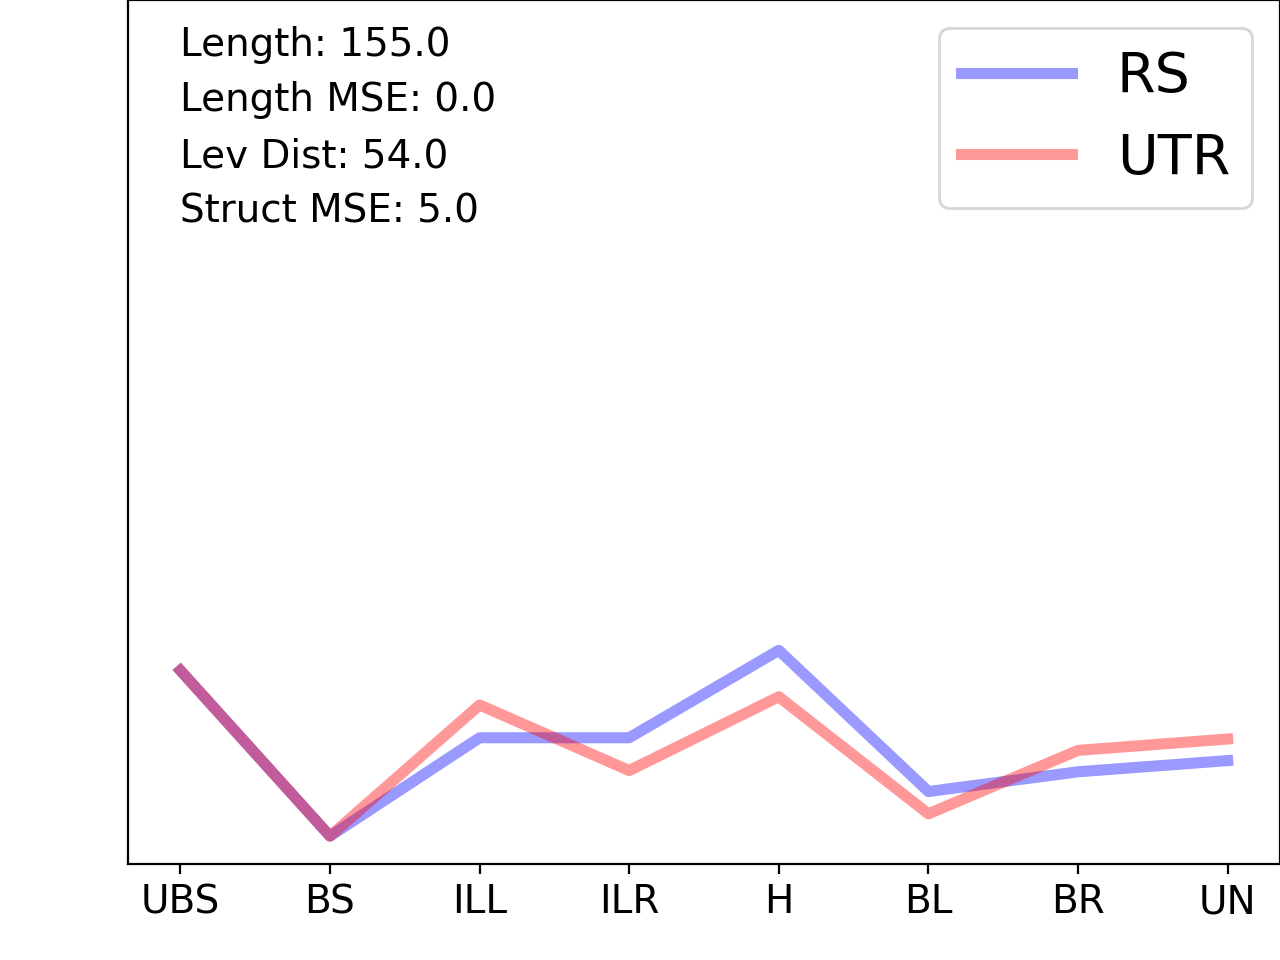 Length: 155.0
Length MSE: 0.0
Lev Dist: 54.0
Struct MSE: 5.0
RS
UTR
UBS BS ILL ILR H BL BR UN